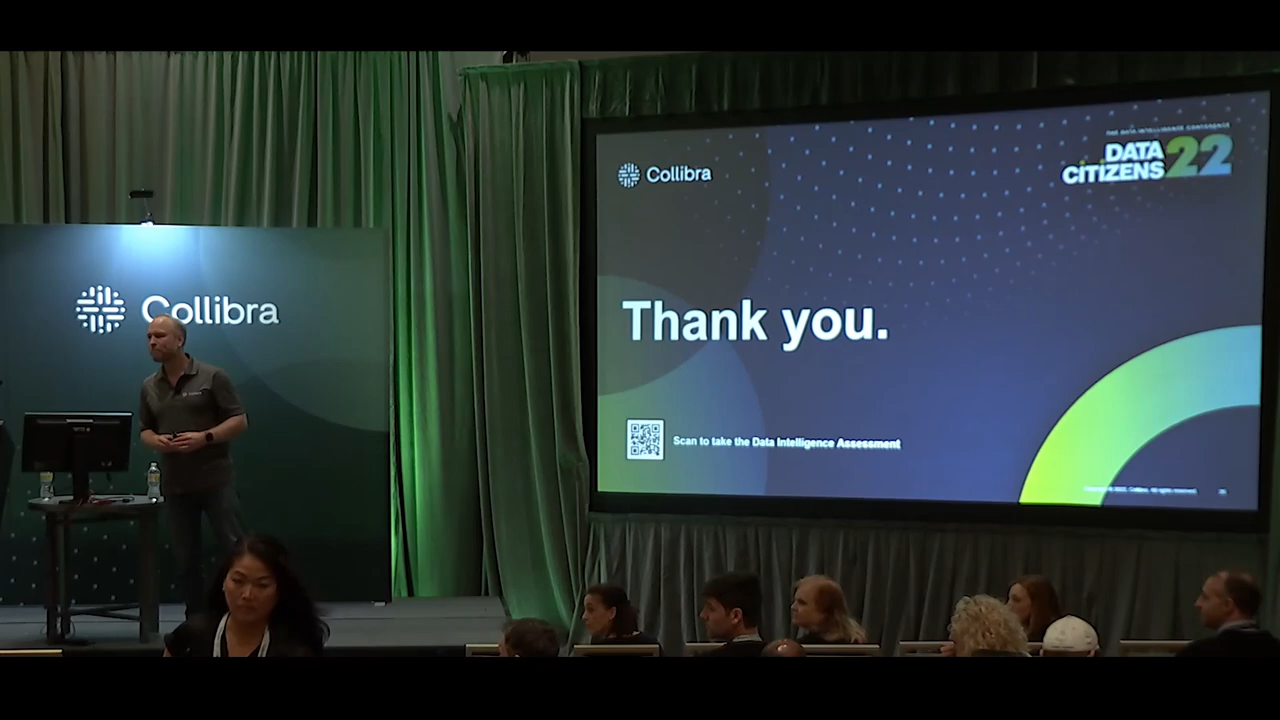 Collibra
Collibra
THE DATA INTELLIGENCE CONFERENCE
DATA
CITIZENS 22
Thank you.
Scan to take the Data Intelligence Assessment